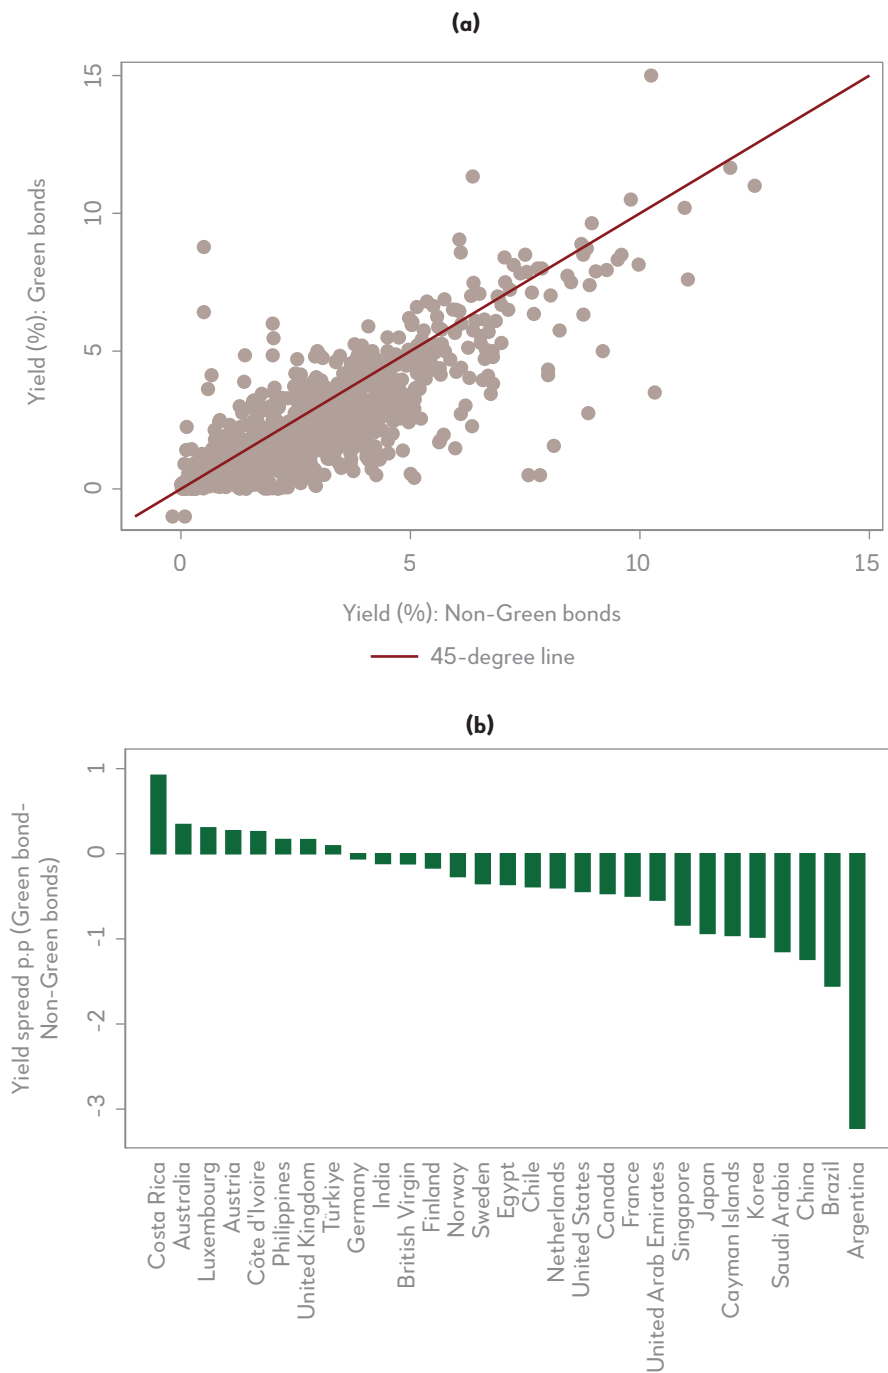 (a)
15
10
5
0
Yield (%): Green bonds
0 5 10 15
Yield (%): Non-Green bonds
45-degree line
(b)
1
0
-1
-2
-3
Yield spread p.p (Green bond-
Non-Green bonds)
Costa Rica
Australia
Luxembourg
Austria
Côte d'Ivoire
Philippines
United Kingdom
Türkiye
Germany
India
British Virgin
Finland
Norway
Sweden
Egypt
Chile
Netherlands
United States
Canada
France
United Arab Emirates
Singapore
Japan
Cayman Islands
Korea
Saudi Arabia
China
Brazil
Argentina